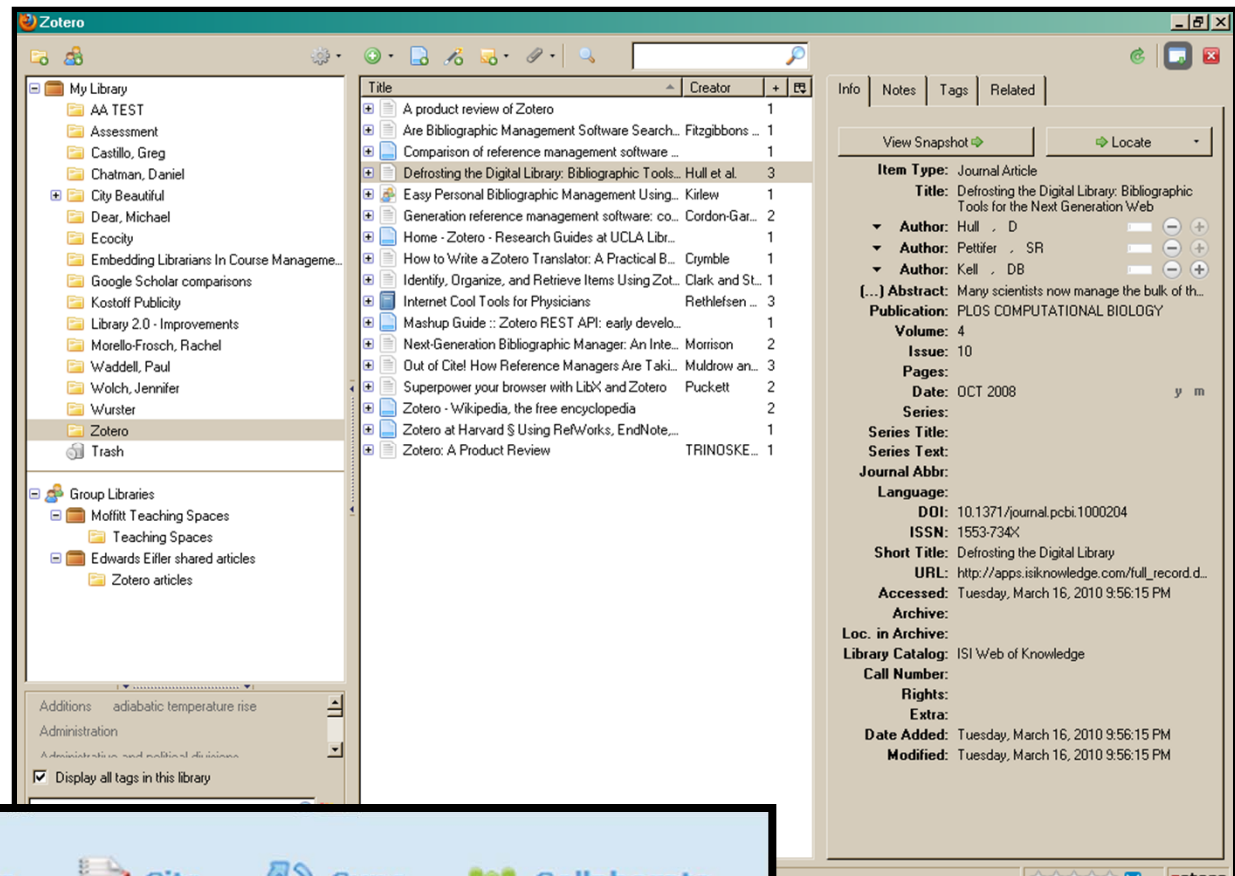 Zotero
My Library
AA TEST
Assessment
Castillo, Greg
Chatman, Daniel
City Beautiful
Dear, Michael
Ecocity
Embedding Librarians In Course Manageme...
Google Scholar comparisons
Kostoff Publicity
Library 2.0 - Improvements
Morello-Frosch, Rachel
Waddell, Paul
Wolch, Jennifer
Wurster
Zotero
Trash
Group Libraries
Moffitt Teaching Spaces
Teaching Spaces
Edwards Eifler shared articles
Zotero articles
Additions adiabatic temperature rise
Administration
Administrative and political divisions
Display all tags in this library
Title Creator +
A product review of Zotero 1
Are Bibliographic Management Software Search... Fitzgibbons ... 1
Comparison of reference management software ... 1
Defrosting the Digital Library: Bibliographic Tools... Hull et al. 3
Easy Personal Bibliographic Management Using... Kirlew 1
Generation reference management software: co... Cordon-Gar... 2
Home - Zotero - Research Guides at UCLA Libr... 1
How to Write a Zotero Translator: A Practical B... Crymble 1
Identify, Organize, and Retrieve Items Using Zot... Clark and St... 1
Internet Cool Tools for Physicians Rethlefsen ... 3
Mashup Guide :: Zotero REST API: early develo... 1
Next-Generation Bibliographic Manager: An Inte... Morrison 2
Out of Cite! How Reference Managers Are Taki... Muldrow an... 3
Superpower your browser with LibX and Zotero Puckett 2
Zotero - Wikipedia, the free encyclopedia 2
Zotero at Harvard § Using RefWorks, EndNote,... 1
Zotero: A Product Review TRINOSKE... 1
Info Notes Tags Related
View Snapshot Locate
Item Type: Journal Article
Title: Defrosting the Digital Library: Bibliographic
Tools for the Next Generation Web
Author: Hull , D
Author: Pettifer , SR
Author: Kell , DB
(...) Abstract: Many scientists now manage the bulk of th...
Publication: PLOS COMPUTATIONAL BIOLOGY
Volume: 4
Issue: 10
Pages:
Date: OCT 2008 y m
Series:
Series Title:
Series Text:
Journal Abbr:
Language:
DOI: 10.1371/journal.pcbi.1000204
ISSN: 1553-734X
Short Title: Defrosting the Digital Library
URL: http://apps.isiknowledge.com/full_record.d...
Accessed: Tuesday, March 16, 2010 9:56:15 PM
Archive:
Loc. in Archive:
Library Catalog: ISI Web of Knowledge
Call Number:
Rights:
Extra:
Date Added: Tuesday, March 16, 2010 9:56:15 PM
Modified: Tuesday, March 16, 2010 9:56:15 PM